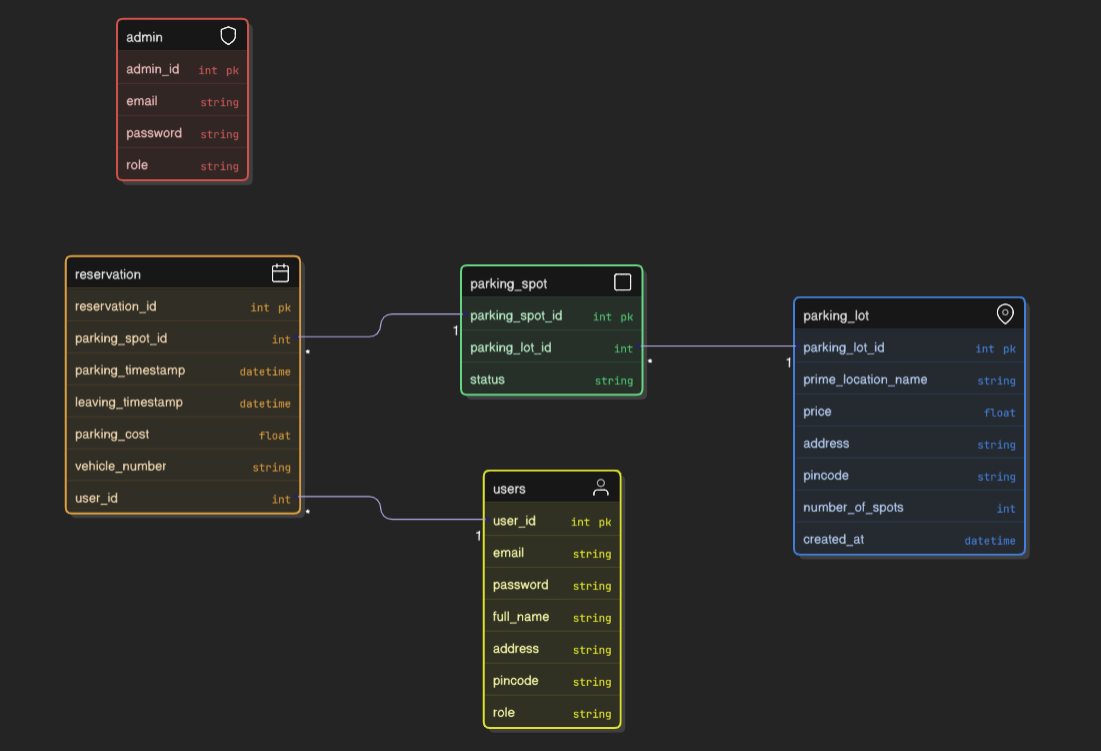 admin
admin_id int pk
email string
password string
role string
reservation
reservation_id int pk
parking_spot_id int
parking_timestamp datetime
leaving_timestamp datetime
parking_cost float
vehicle_number string
user_id int
*
*
parking_spot
1 parking_spot_id int pk
parking_lot_id int
status string
*
parking_lot
1 parking_lot_id int pk
prime_location_name string
price float
address string
pincode string
number_of_spots int
created_at datetime
users
1 user_id int pk
email string
password string
full_name string
address string
pincode string
role string